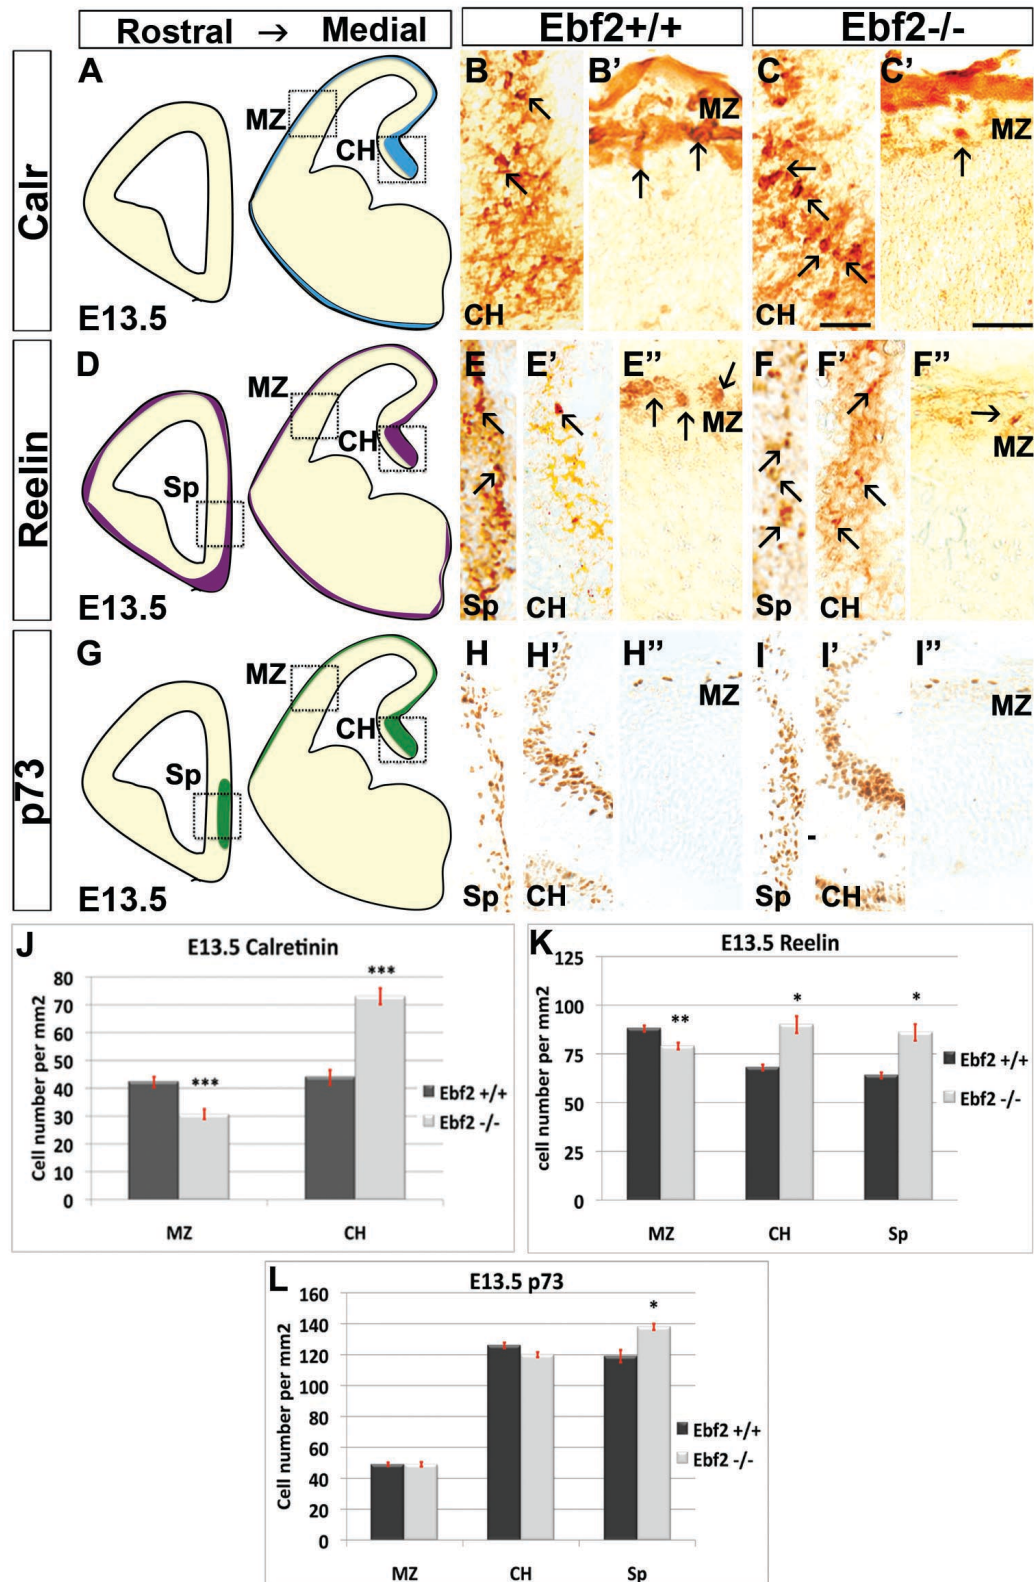 Rostral → Medial
Ebf2+/+
Ebf2-/-
Calr
A
MZ
CH
E13.5
B
CH
B'
MZ
C
CH
C'
MZ
Reelin
D
MZ
CH
Sp
E13.5
E
Sp
E'
CH
E''
MZ
F
Sp
F'
CH
F''
MZ
p73
G
MZ
CH
Sp
E13.5
H
Sp
H'
CH
H''
MZ
I
Sp
I'
CH
I''
MZ
J
E13.5 Calretinin
Cell number per mm2
80
70
60
50
40
30
20
10
0
***
***
MZ
CH
Ebf2 +/+
Ebf2 -/-
K
E13.5 Reelin
cell number per mm2
125
100
75
50
25
0
**
*
*
MZ
CH
Sp
Ebf2 +/+
Ebf2 -/-
L
E13.5 p73
Cell number per mm2
160
140
120
100
80
60
40
20
0
*
MZ
CH
Sp
Ebf2 +/+
Ebf2 -/-